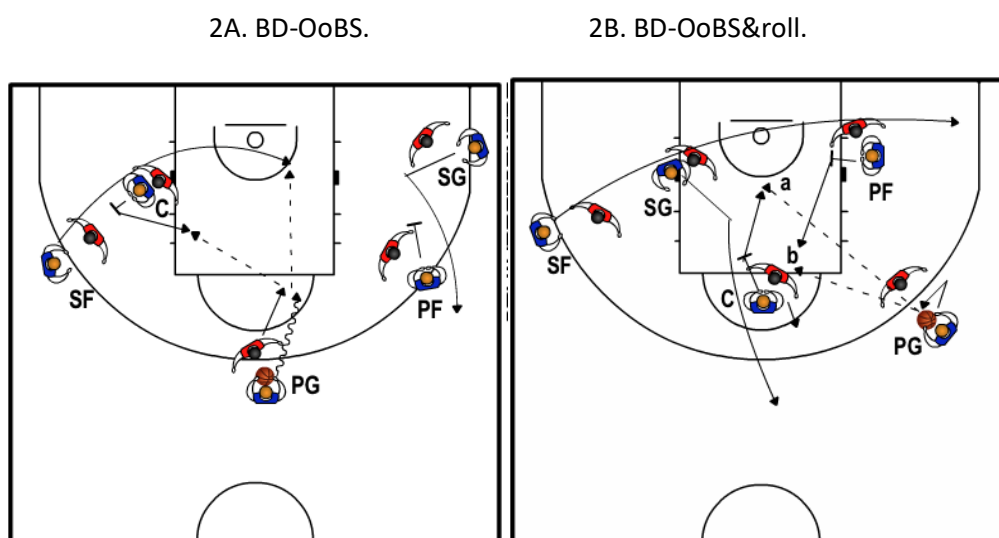 2A. BD-OoBS.
2B. BD-OoBS&roll.
SG
C
SF
PF
PG
a
PF
SG
SF
b
C
PG